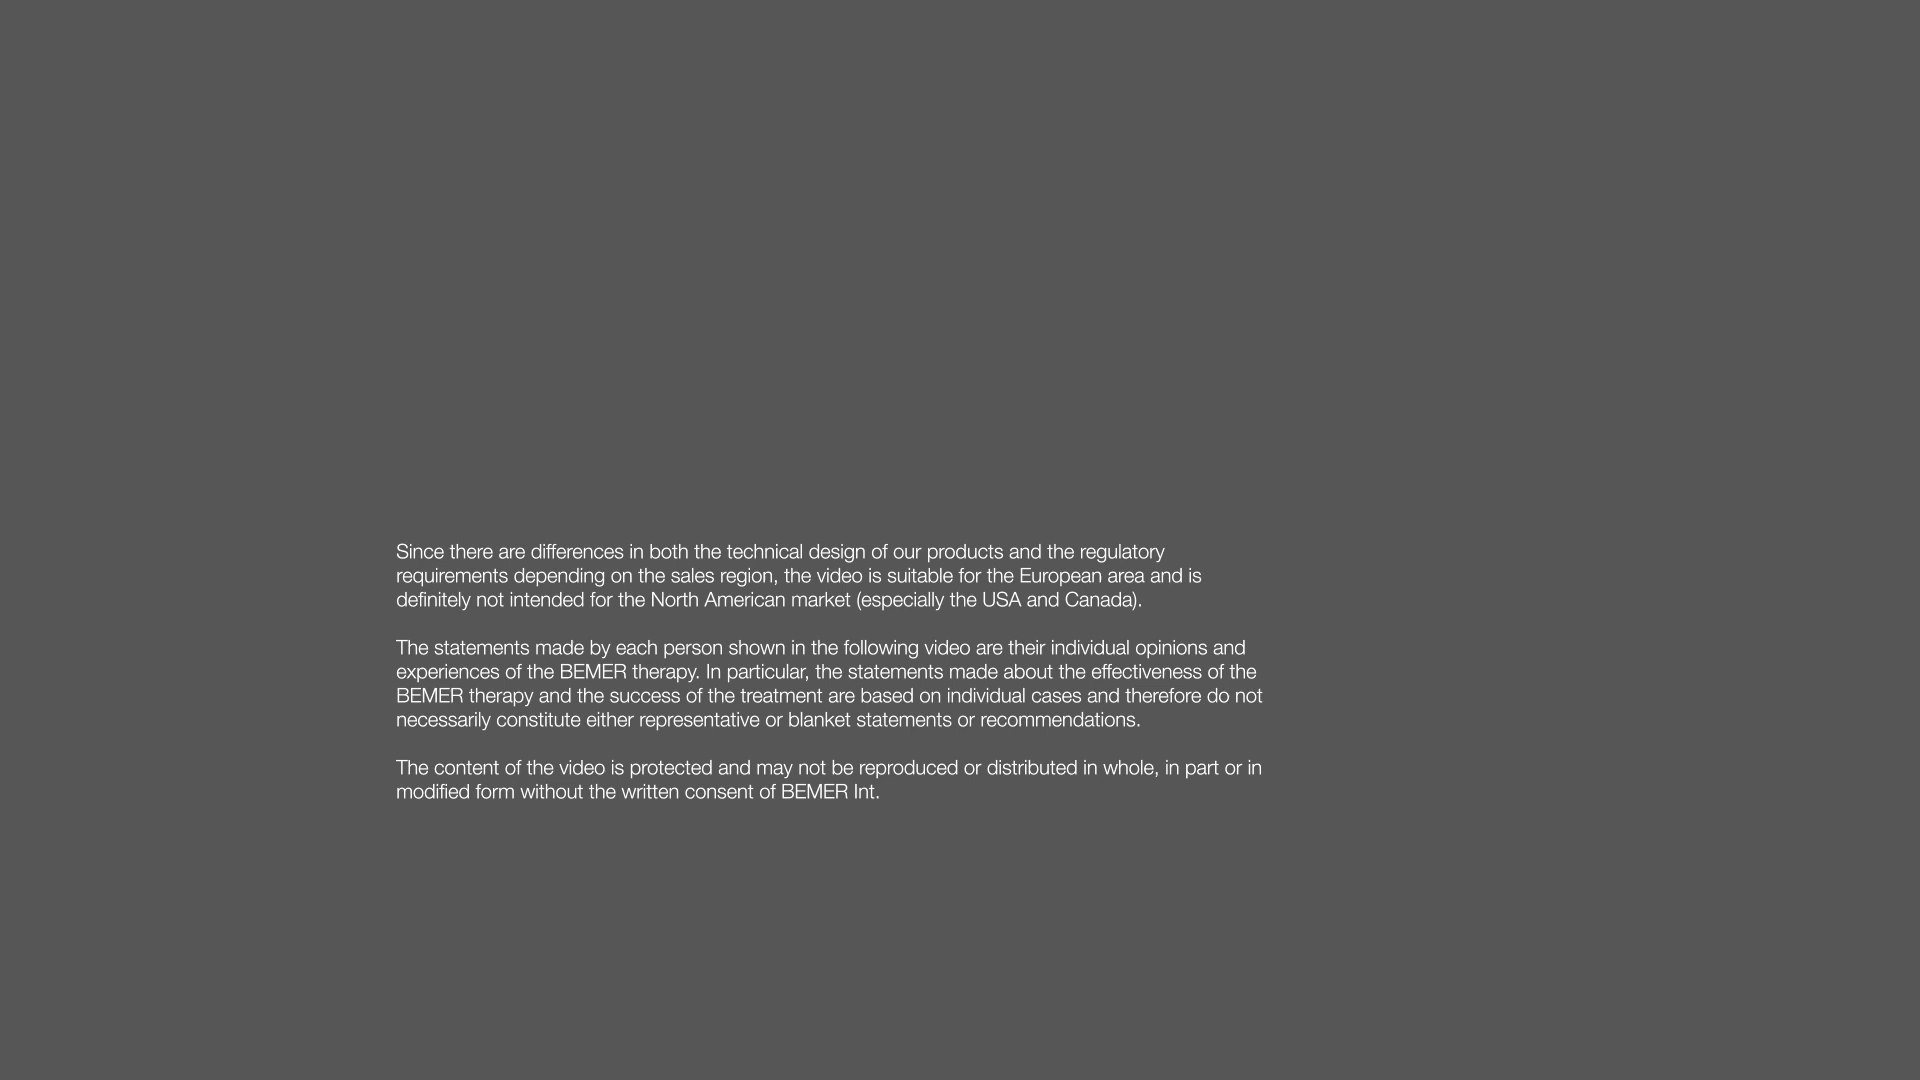 Since there are differences in both the technical design of our products and the regulatory
requirements depending on the sales region, the video is suitable for the European area and is
definitely not intended for the North American market (especially the USA and Canada).
The statements made by each person shown in the following video are their individual opinions and
experiences of the BEMER therapy. In particular, the statements made about the effectiveness of the
BEMER therapy and the success of the treatment are based on individual cases and therefore do not
necessarily constitute either representative or blanket statements or recommendations.
The content of the video is protected and may not be reproduced or distributed in whole, in part or in
modified form without the written consent of BEMER Int.